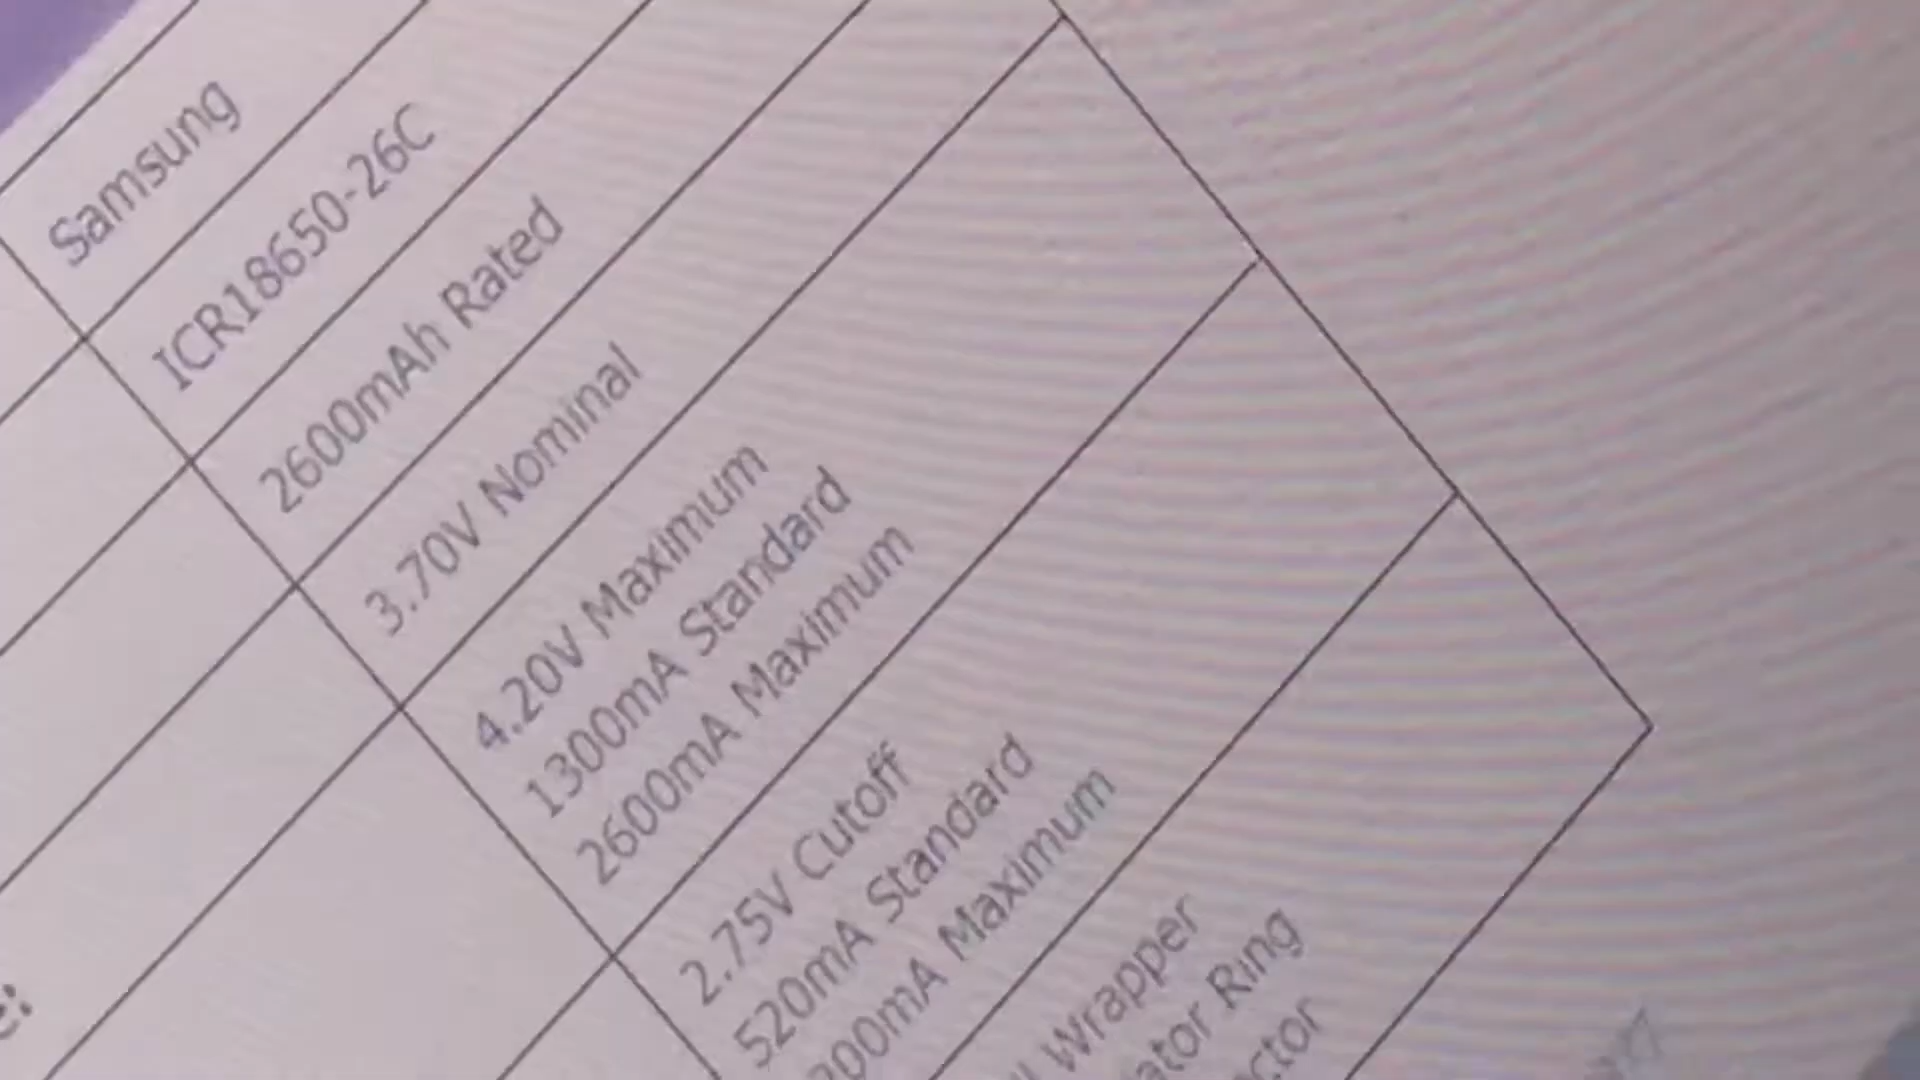 Samsung
ICR18650-26C
2600mAh Rated
3.70V Nominal
4.20V Maximum
1300mA Standard
2600mA Maximum
2.75V Cutoff
520mA Standard
200mA Maximum
Wrapper
Ring